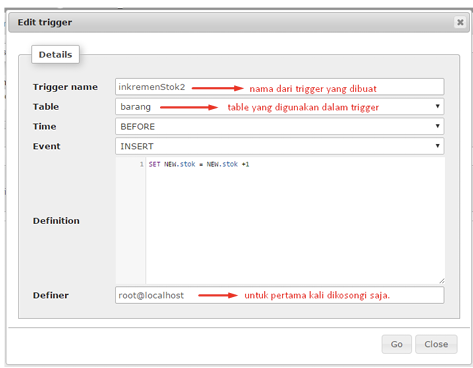 Edit trigger
Details
Trigger name inkremenStok2 nama dari trigger yang dibuat
Table barang table yang digunakan dalam trigger
Time BEFORE
Event INSERT
1 SET NEW.stok = NEW.stok +1
Definition
Definer root@localhost untuk pertama kali dikosongi saja.
Go Close